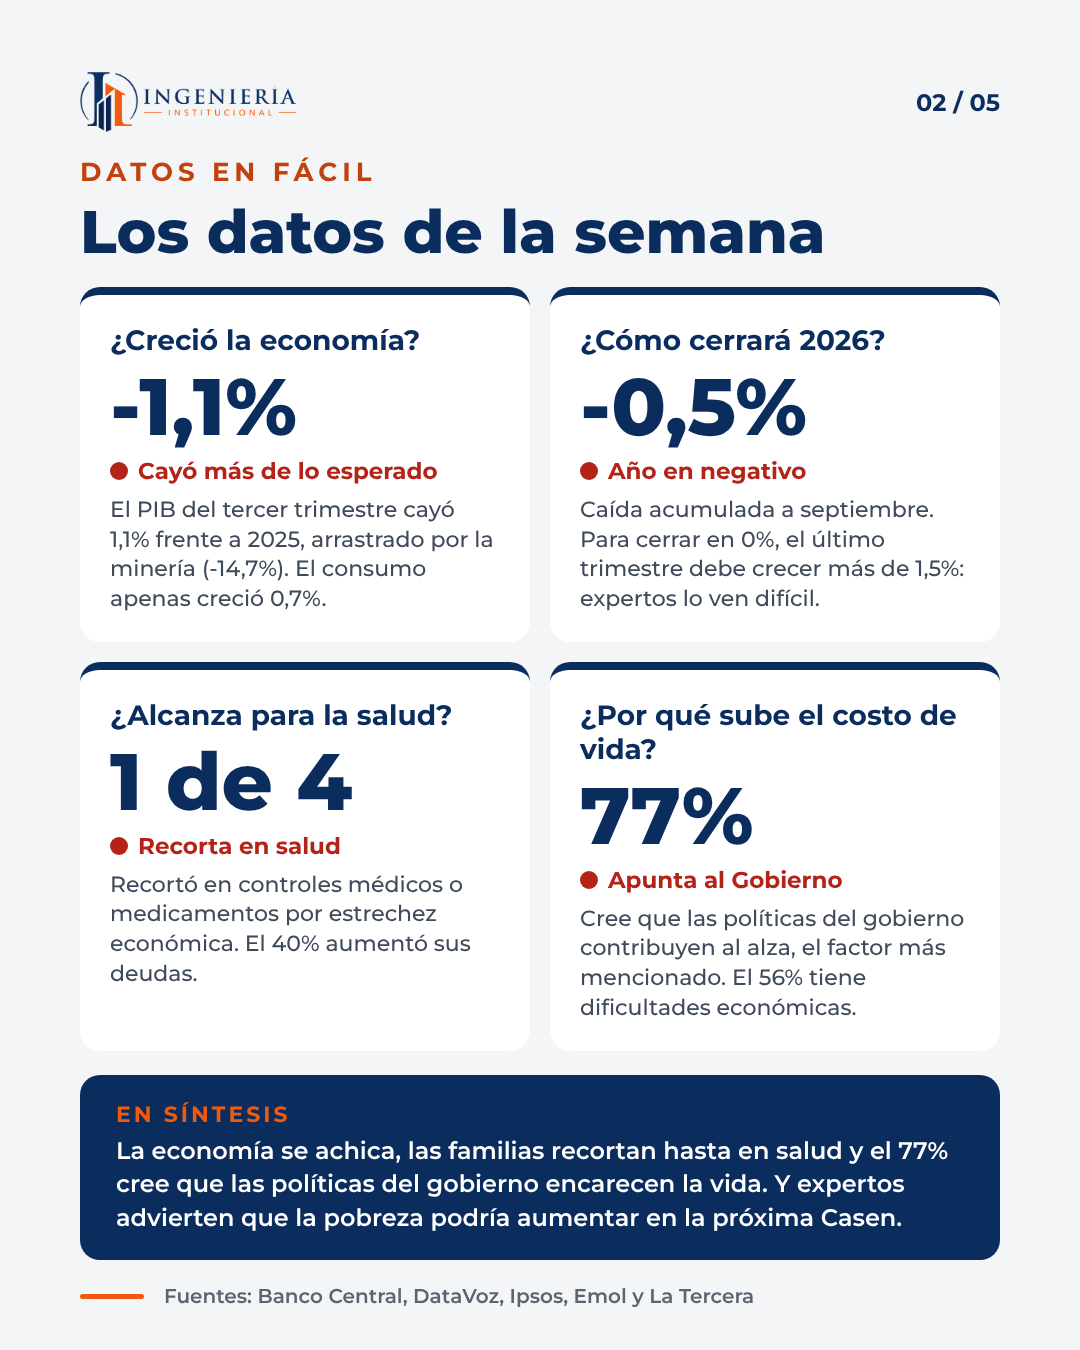 INGENIERIA
INSTITUCIONAL
02 / 05
DATOS EN FÁCIL
Los datos de la semana
¿Creció la economía?
-1,1%
Cayó más de lo esperado
El PIB del tercer trimestre cayó
1,1% frente a 2025, arrastrado por la
minería (-14,7%). El consumo
apenas creció 0,7%.
¿Cómo cerrará 2026?
-0,5%
Año en negativo
Caída acumulada a septiembre.
Para cerrar en 0%, el último
trimestre debe crecer más de 1,5%:
expertos lo ven difícil.
¿Alcanza para la salud?
1 de 4
Recorta en salud
Recortó en controles médicos o
medicamentos por estrechez
económica. El 40% aumentó sus
deudas.
¿Por qué sube el costo de
vida?
77%
Apunta al Gobierno
Cree que las políticas del gobierno
contribuyen al alza, el factor más
mencionado. El 56% tiene
dificultades económicas.
EN SÍNTESIS
La economía se achica, las familias recortan hasta en salud y el 77%
cree que las políticas del gobierno encarecen la vida. Y expertos
advierten que la pobreza podría aumentar en la próxima Casen.
Fuentes: Banco Central, DataVoz, Ipsos, Emol y La Tercera